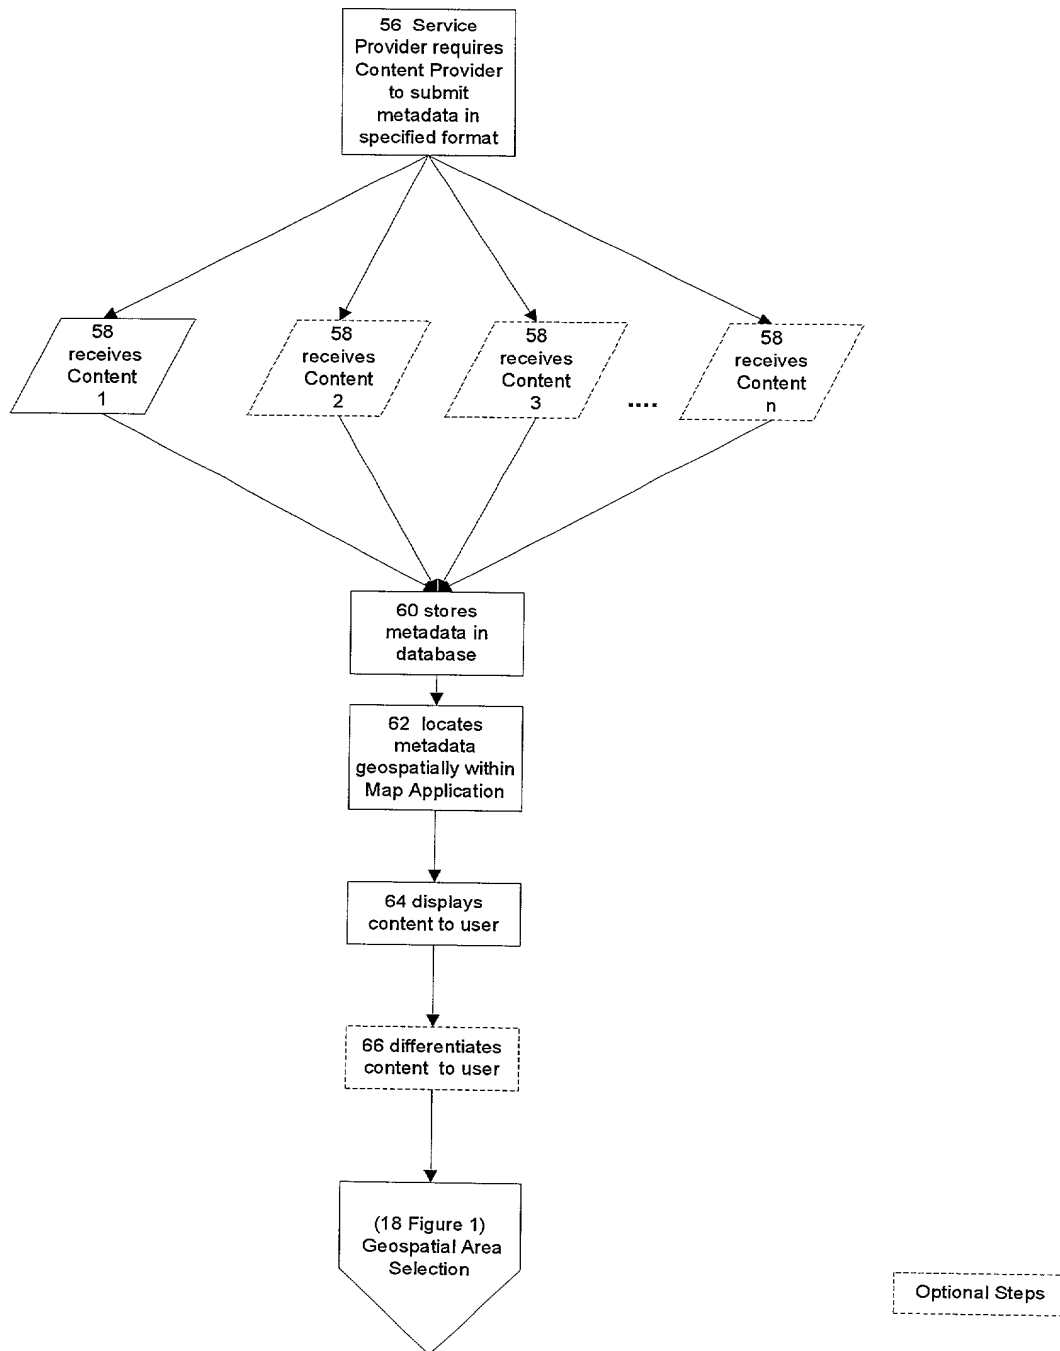 56 Service
Provider requires
Content Provider
to submit
metadata in
specified format
58
receives
Content
1
58
receives
Content
2
58
receives
Content
3
....
58
receives
Content
n
60 stores
metadata in
database
62 locates
metadata
geospatially within
Map Application
64 displays
content to user
66 differentiates
content to user
(18 Figure 1)
Geospatial Area
Selection
Optional Steps